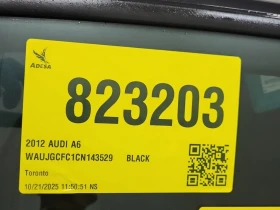 ADESA
823203
2012 AUDI A6
WAUJGCFC1CN143529 BLACK
Toronto
10/21/2025 11:50:51 NS